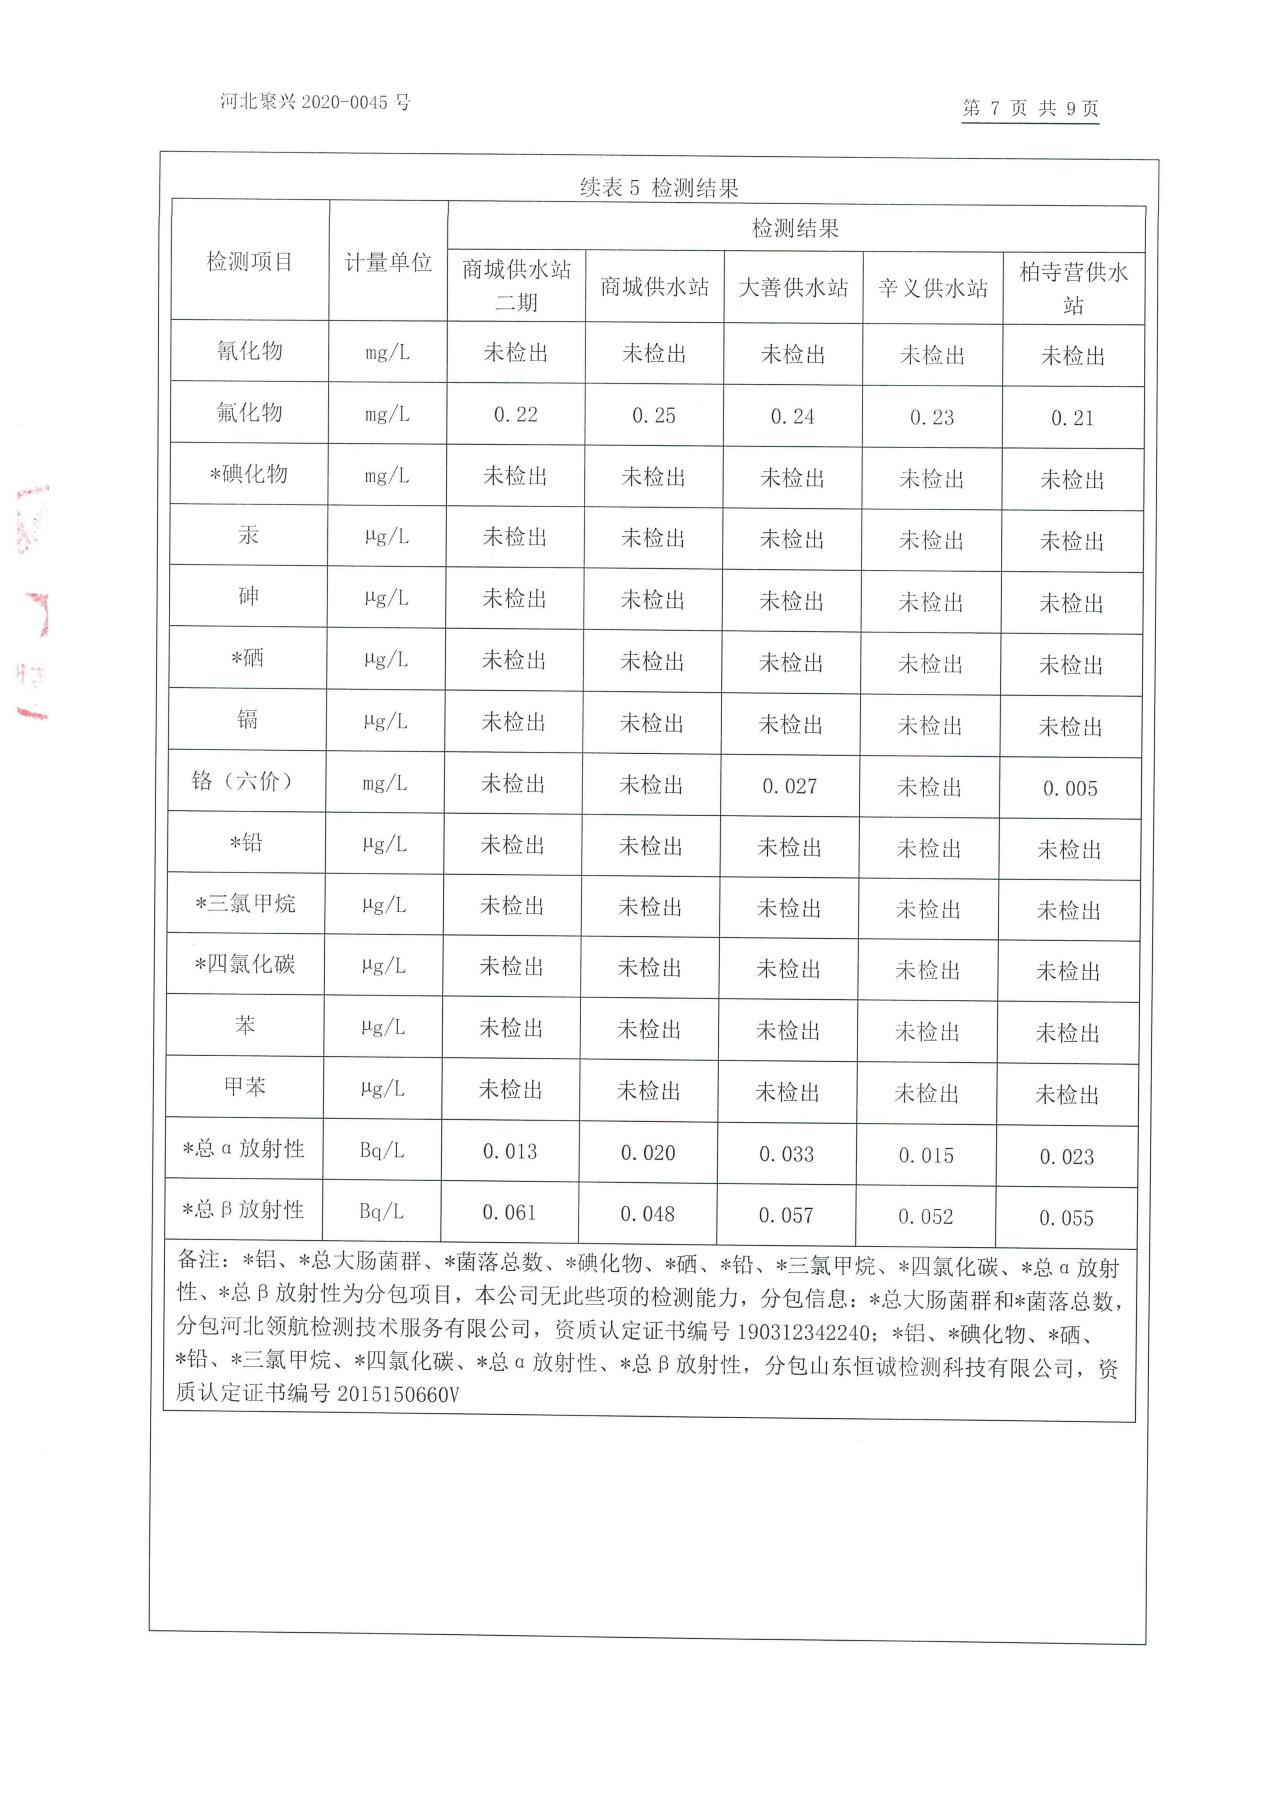 河北聚兴 2020-0045 号
第 7 页 共 9页
续表 5 检测结果
检测项目 计量单位 检测结果
商城供水站二期 商城供水站 大善供水站 辛义供水站 柏寺营供水站
氰化物 mg/L 未检出 未检出 未检出 未检出 未检出
氟化物 mg/L 0.22 0.25 0.24 0.23 0.21
*碘化物 mg/L 未检出 未检出 未检出 未检出 未检出
汞 μg/L 未检出 未检出 未检出 未检出 未检出
砷 μg/L 未检出 未检出 未检出 未检出 未检出
*硒 μg/L 未检出 未检出 未检出 未检出 未检出
镉 μg/L 未检出 未检出 未检出 未检出 未检出
铬（六价） mg/L 未检出 未检出 0.027 未检出 0.005
*铅 μg/L 未检出 未检出 未检出 未检出 未检出
*三氯甲烷 μg/L 未检出 未检出 未检出 未检出 未检出
*四氯化碳 μg/L 未检出 未检出 未检出 未检出 未检出
苯 μg/L 未检出 未检出 未检出 未检出 未检出
甲苯 μg/L 未检出 未检出 未检出 未检出 未检出
*总α放射性 Bq/L 0.013 0.020 0.033 0.015 0.023
*总β放射性 Bq/L 0.061 0.048 0.057 0.052 0.055
备注：*铝、*总大肠菌群、*菌落总数、*碘化物、*硒、*铅、*三氯甲烷、*四氯化碳、*总α放射
性、*总β放射性为分包项目，本公司无此些项的检测能力，分包信息：*总大肠菌群和*菌落总数，
分包河北领航检测技术服务有限公司，资质认定证书编号 190312342240；*铝、*碘化物、*硒、
*铅、*三氯甲烷、*四氯化碳、*总α放射性、*总β放射性，分包山东恒诚检测科技有限公司，资
质认定证书编号 2015150660V